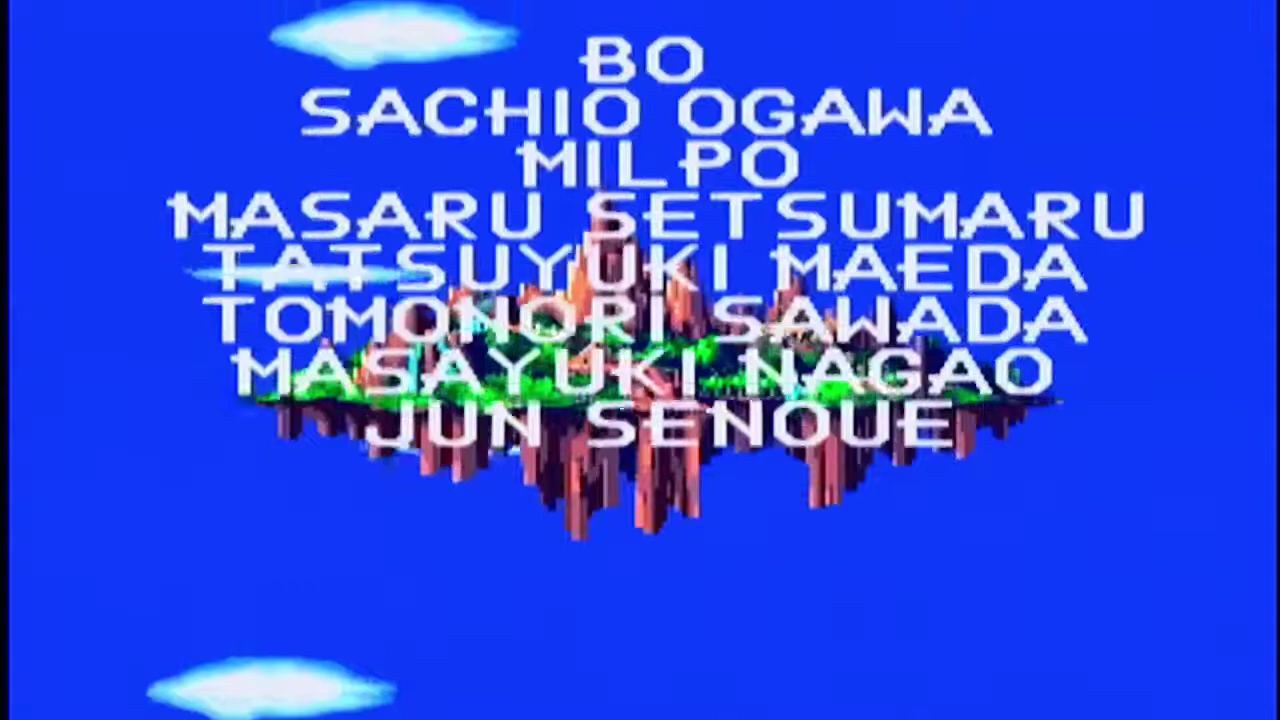 BO
SACHIO OGAWA
MILPO
MASARU SETSUMARU
TATSUYUKI MAEDA
TOMONORI SAWADA
MASAYUKI NAGAO
JUN SENOUE